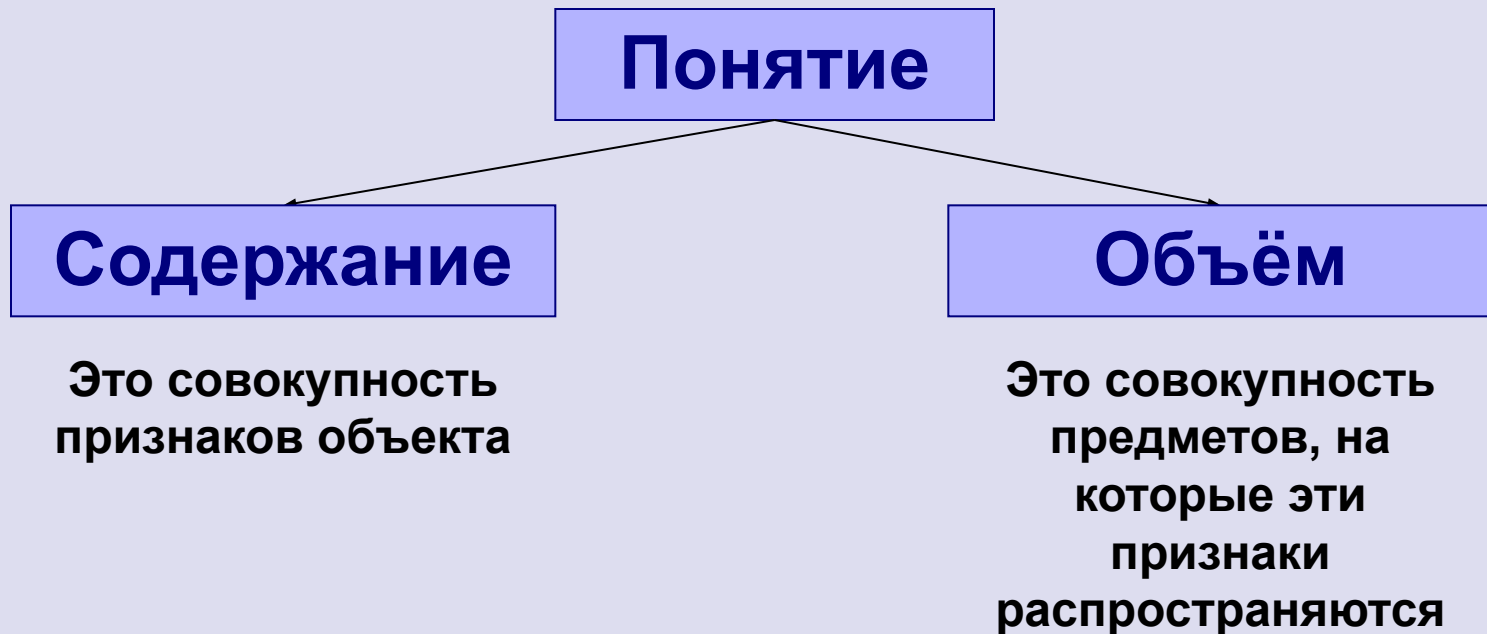 Понятие
Содержание
Объём
Это совокупность
признаков объекта
Это совокупность
предметов, на
которые эти
признаки
распространяются